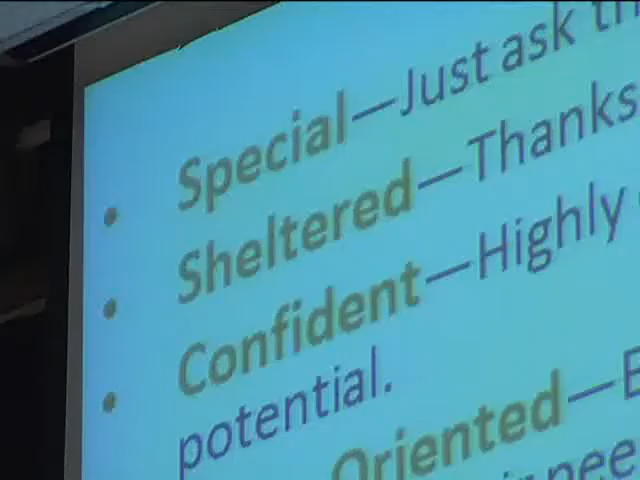 • Special—Just ask
• Sheltered—Thanks
• Confident—Highly
potential.
Oriented—